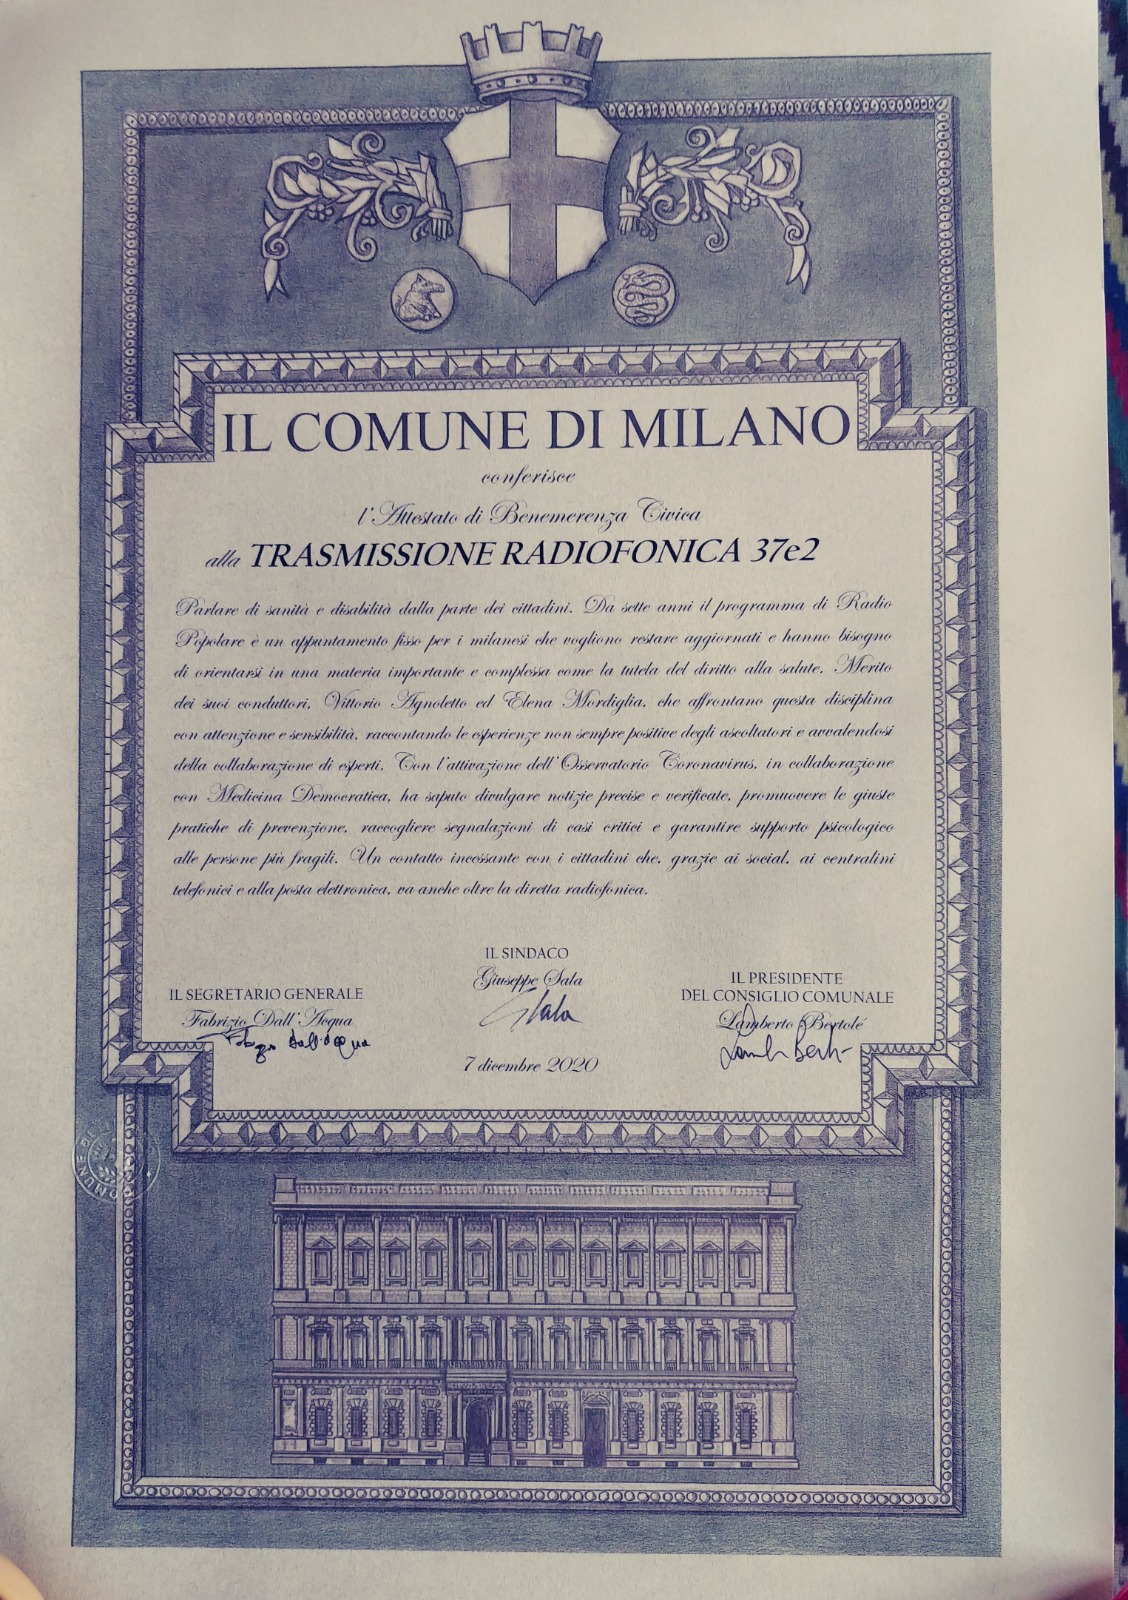 IL COMUNE DI MILANO
conferisce
l'Attestato di Benemerenza Civica
alla TRASMISSIONE RADIOFONICA 37e2
Parlare di sanità e disabilità dalla parte dei cittadini. Da sette anni il programma di Radio
Popolare è un appuntamento fisso per i milanesi che vogliono restare aggiornati e hanno bisogno
di orientarsi in una materia importante e complessa come la tutela del diritto alla salute. Merito
dei suoi conduttori, Vittorio Agnoletto ed Elena Mordiglia, che affrontano questa disciplina
con attenzione e sensibilità, raccontando le esperienze non sempre positive degli ascoltatori e avvalendosi
della collaborazione di esperti. Con l'attivazione dell'Osservatorio Coronavirus, in collaborazione
con Medicina Democratica, ha saputo divulgare notizie precise e verificate, promuovere le giuste
pratiche di prevenzione, raccogliere segnalazioni di casi critici e garantire supporto psicologico
alle persone più fragili. Un contatto incessante con i cittadini che, grazie ai social, ai centralini
telefonici e alla posta elettronica, va anche oltre la diretta radiofonica.
IL SEGRETARIO GENERALE
Fabrizio Dall'Acqua
IL SINDACO
Giuseppe Sala
Sala
7 dicembre 2020
IL PRESIDENTE
DEL CONSIGLIO COMUNALE
Lamberto Bertolé